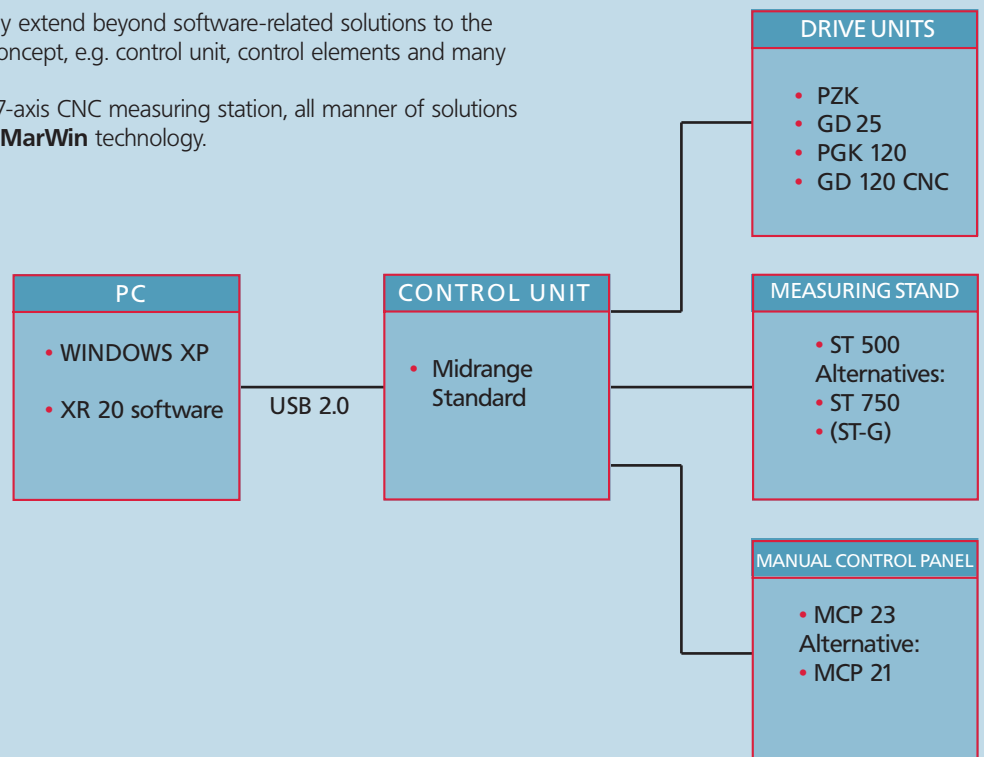 y extend beyond software-related solutions to the
oncept, e.g. control unit, control elements and many
7-axis CNC measuring station, all manner of solutions
MarWin technology.
DRIVE UNITS
• PZK
• GD 25
• PGK 120
• GD 120 CNC
PC
• WINDOWS XP
• XR 20 software
USB 2.0
CONTROL UNIT
• Midrange
Standard
MEASURING STAND
• ST 500
Alternatives:
• ST 750
• (ST-G)
MANUAL CONTROL PANEL
• MCP 23
Alternative:
• MCP 21